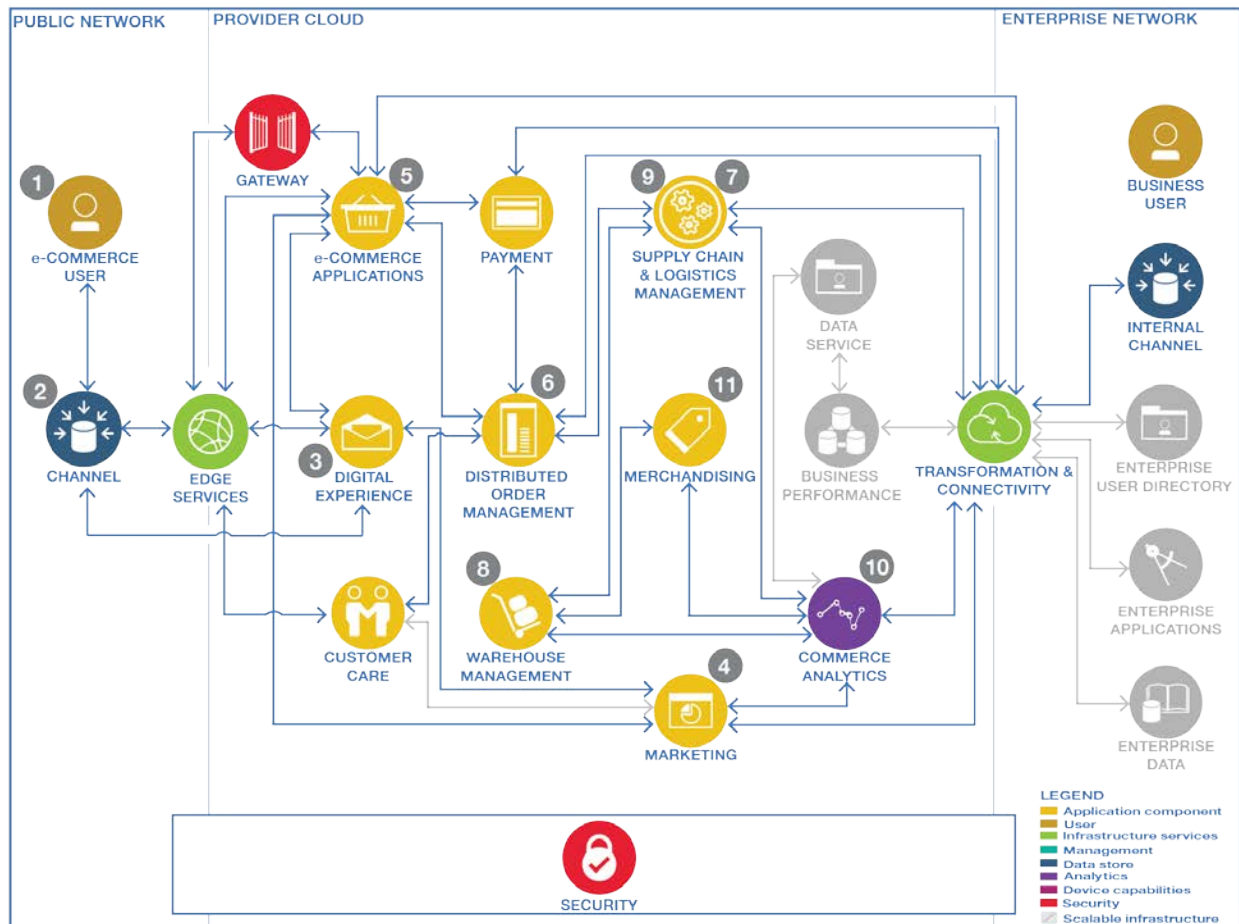 PUBLIC NETWORK
PROVIDER CLOUD
ENTERPRISE NETWORK
GATEWAY
1
e-COMMERCE
USER
5
e-COMMERCE
APPLICATIONS
PAYMENT
9
7
SUPPLY CHAIN
& LOGISTICS
MANAGEMENT
BUSINESS
USER
DATA
SERVICE
INTERNAL
CHANNEL
2
CHANNEL
EDGE
SERVICES
3
DIGITAL
EXPERIENCE
6
DISTRIBUTED
ORDER
MANAGEMENT
11
MERCHANDISING
BUSINESS
PERFORMANCE
TRANSFORMATION &
CONNECTIVITY
ENTERPRISE
USER DIRECTORY
CUSTOMER
CARE
8
WAREHOUSE
MANAGEMENT
10
COMMERCE
ANALYTICS
ENTERPRISE
APPLICATIONS
4
MARKETING
ENTERPRISE
DATA
LEGEND
Application component
User
Infrastructure services
Management
Data store
Analytics
Device capabilities
Security
Scalable infrastructure
SECURITY